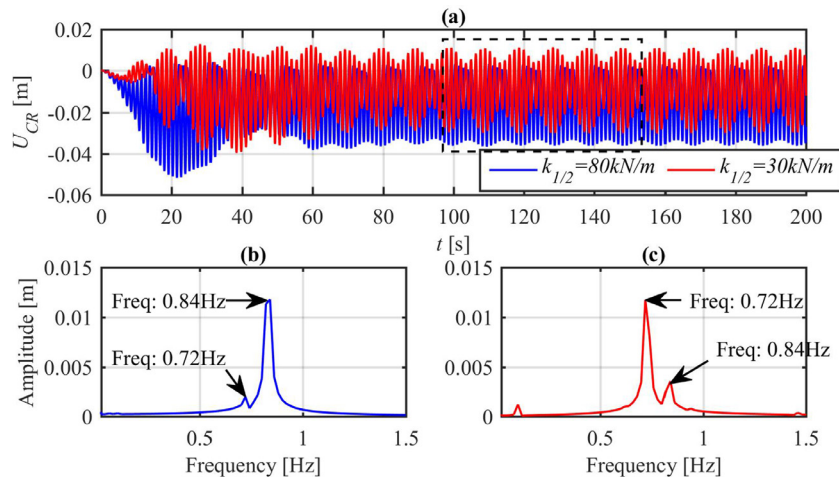 (a)
0.02
0
-0.02
-0.04
-0.06
U_CR [m]
k_1/2=80kN/m k_1/2=30kN/m
0 20 40 60 80 100 120 140 160 180 200
t [s]
(b) (c)
0.015
0.01
0.005
0
Amplitude [m]
Freq: 0.84Hz
Freq: 0.72Hz
0.5 1 1.5
Frequency [Hz]
0.015
0.01
0.005
0
Freq: 0.72Hz
Freq: 0.84Hz
0.5 1 1.5
Frequency [Hz]